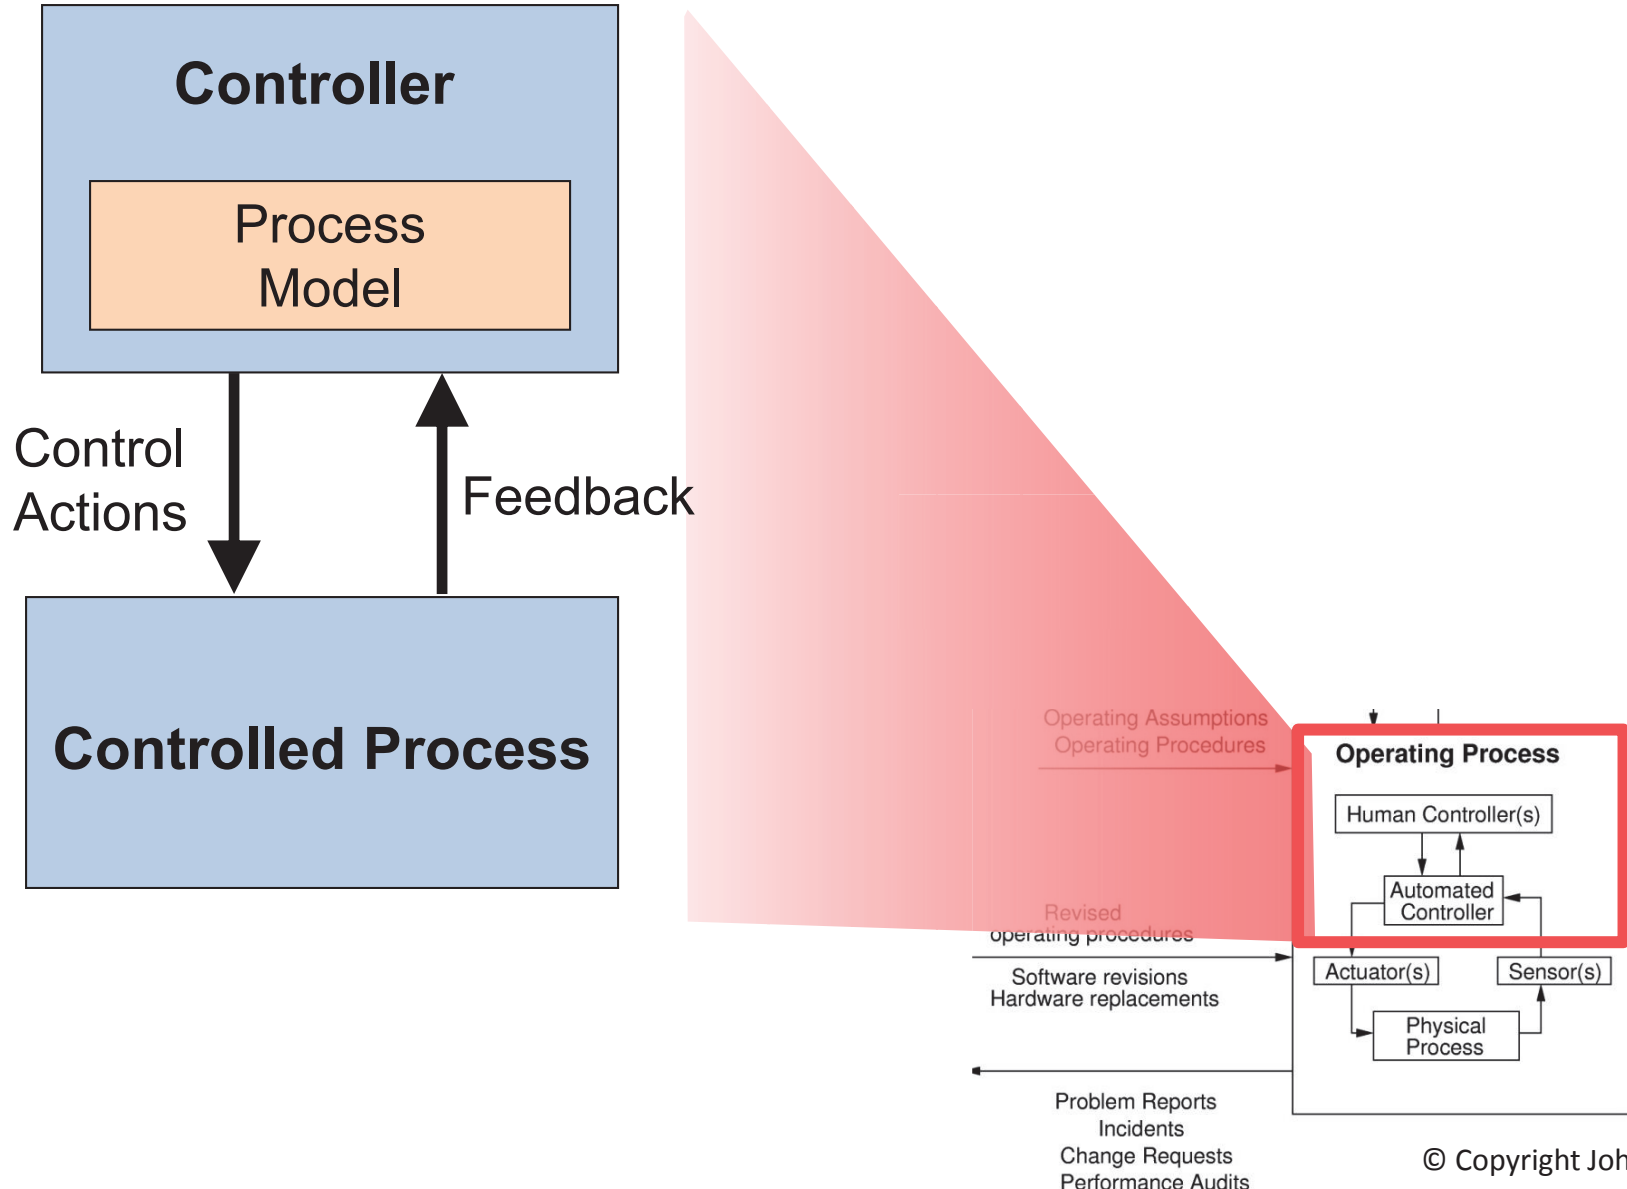 Controller
Process
Model
Control
Actions
Feedback
Controlled Process
Operating Assumptions
Operating Procedures
Operating Process
Human Controller(s)
Automated
Controller
Revised
operating procedures
Software revisions
Hardware replacements
Actuator(s)
Sensor(s)
Physical
Process
Problem Reports
Incidents
Change Requests
Performance Audits
© Copyright Joh